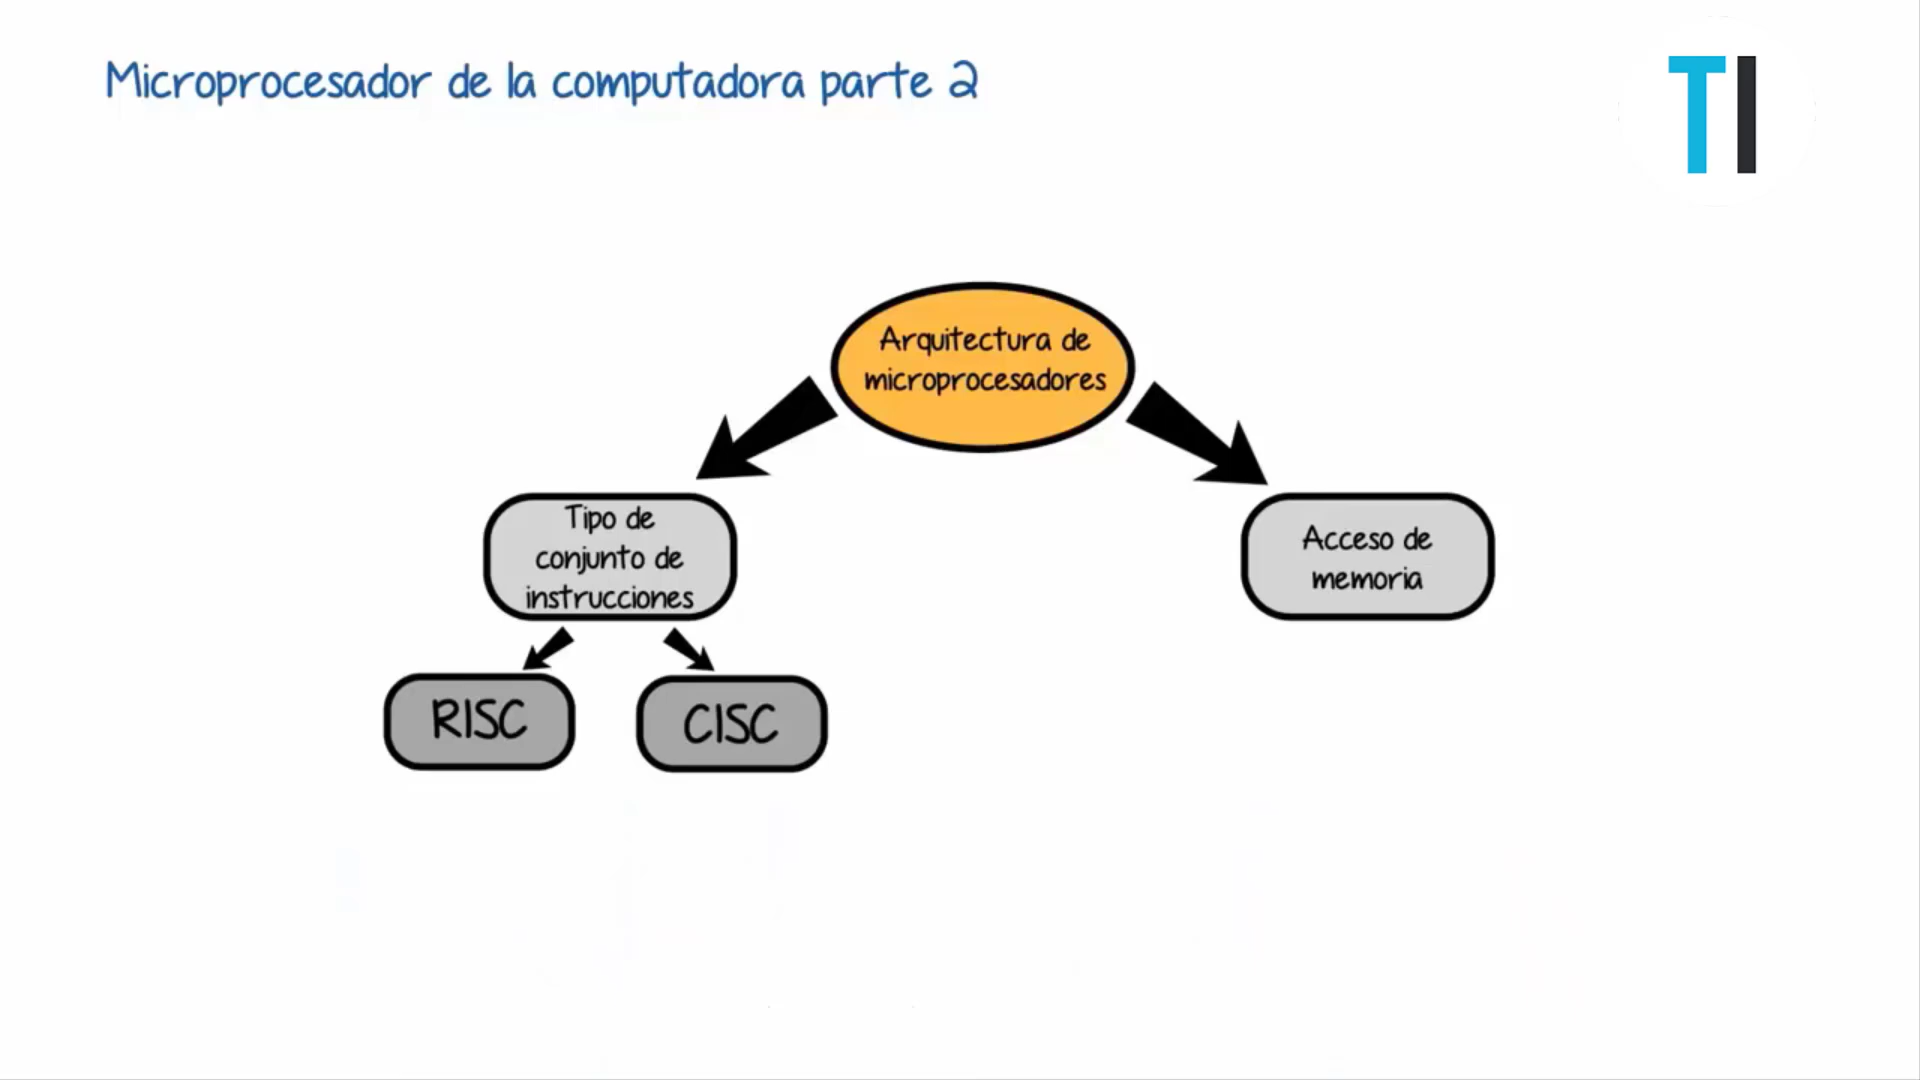 Microprocesador de la computadora parte 2
TI
Arquitectura de
microprocesadores
Tipo de
conjunto de
instrucciones
Acceso de
memoria
RISC
CISC